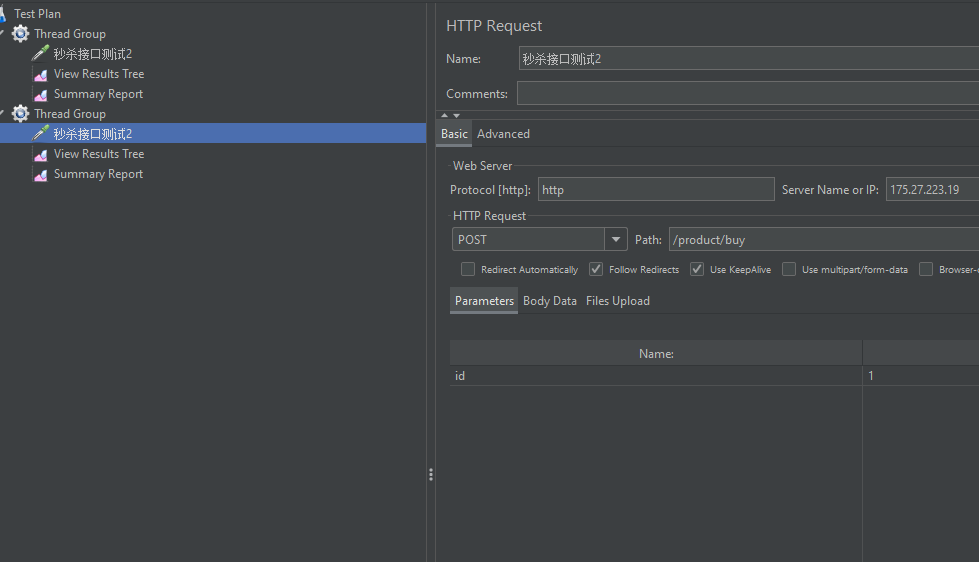 Test Plan
Thread Group
秒杀接口测试2
View Results Tree
Summary Report
Thread Group
秒杀接口测试2
View Results Tree
Summary Report
HTTP Request
Name: 秒杀接口测试2
Comments:
Basic Advanced
Web Server
Protocol [http]: http Server Name or IP: 175.27.223.19
HTTP Request
POST Path: /product/buy
Redirect Automatically Follow Redirects Use KeepAlive Use multipart/form-data Browser-
Parameters Body Data Files Upload
Name:
id 1